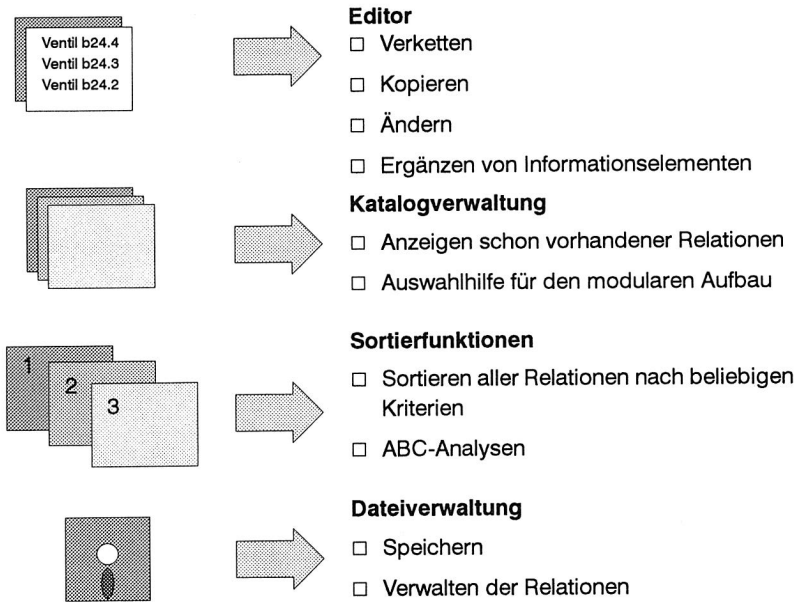 Ventil b24.4
Ventil b24.3
Ventil b24.2
Editor
Verketten
Kopieren
Ändern
Ergänzen von Informationselementen
Katalogverwaltung
Anzeigen schon vorhandener Relationen
Auswahlhilfe für den modularen Aufbau
1
2
3
Sortierfunktionen
Sortieren aller Relationen nach beliebigen
Kriterien
ABC-Analysen
Dateiverwaltung
Speichern
Verwalten der Relationen